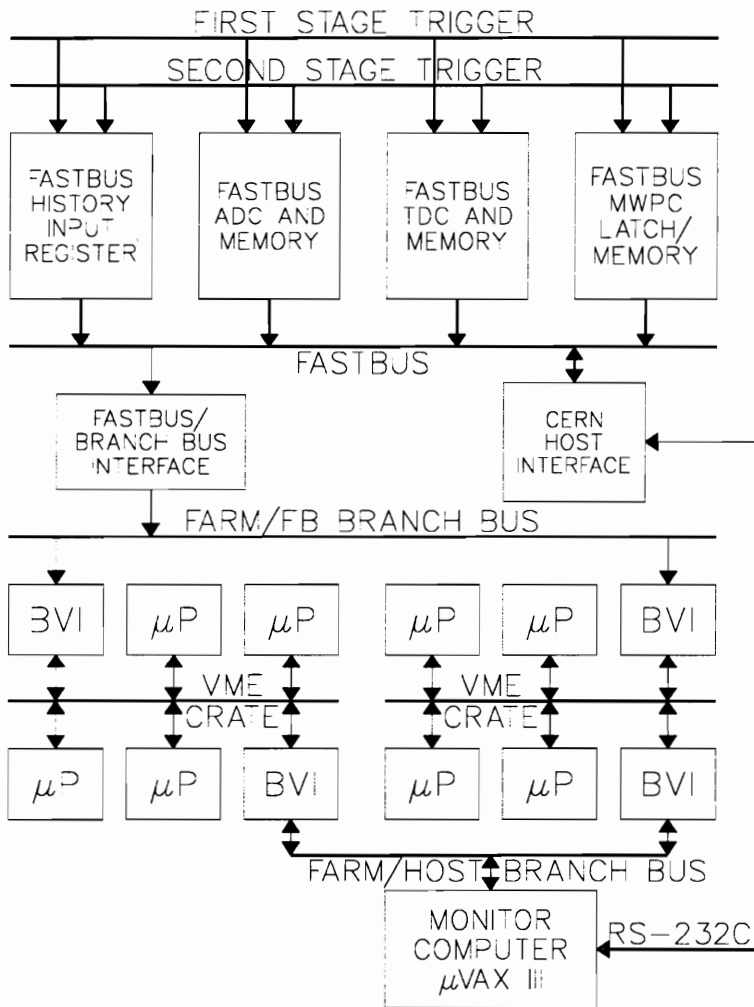 FIRST STAGE TRIGGER
SECOND STAGE TRIGGER
FASTBUS
HISTORY
INPUT
REGISTER
FASTBUS
ADC AND
MEMORY
FASTBUS
TDC AND
MEMORY
FASTBUS
MWPC
LATCH/
MEMORY
FASTBUS
FASTBUS/
BRANCH BUS
INTERFACE
CERN
HOST
INTERFACE
FARM/FB BRANCH BUS
BVI
μP
μP
μP
μP
BVI
VME
CRATE
VME
CRATE
μP
μP
BVI
μP
μP
BVI
FARM/HOST BRANCH BUS
MONITOR
COMPUTER
μVAX III
RS-232C